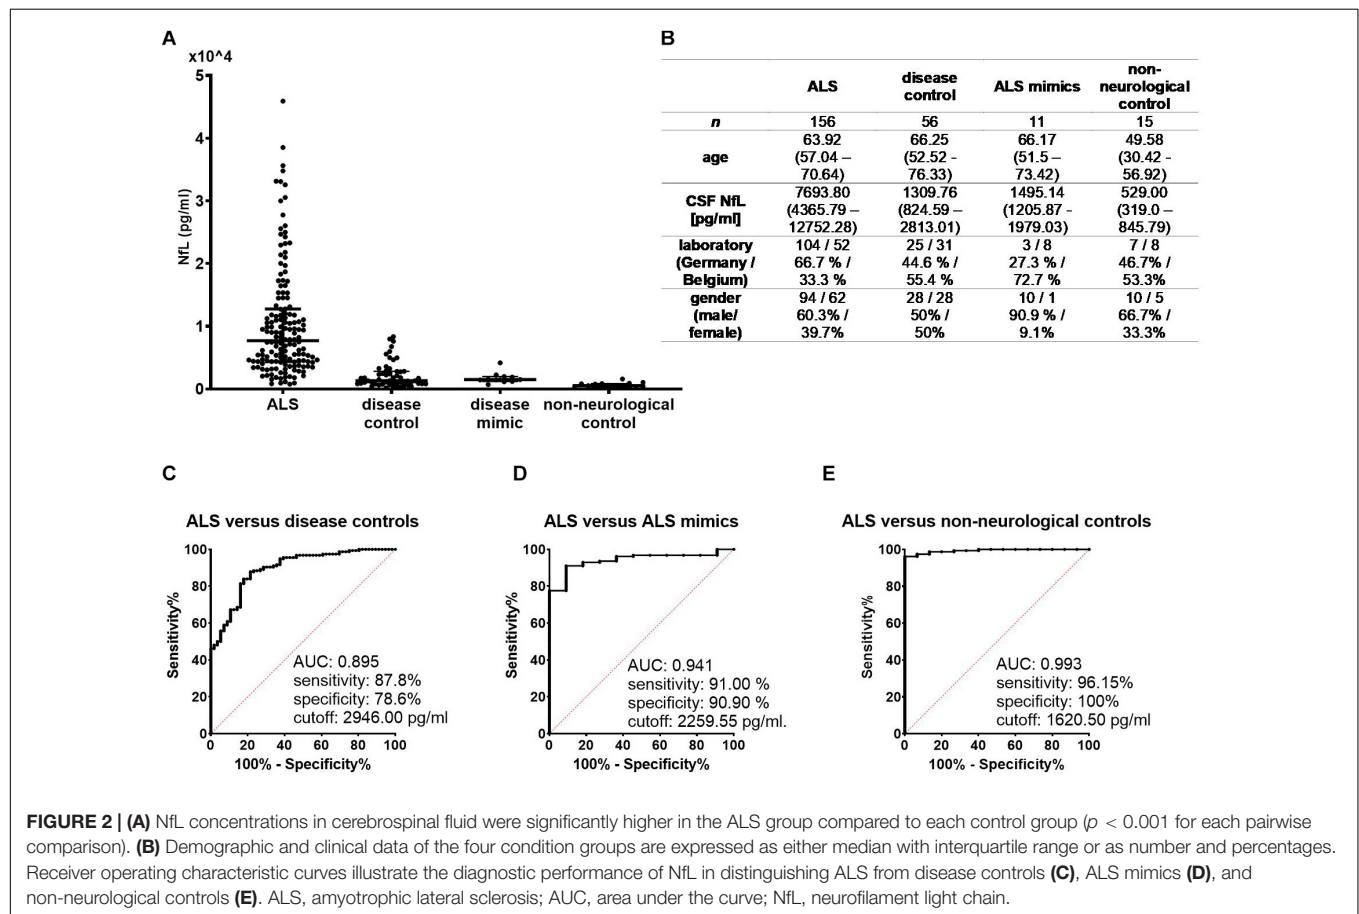 A
x10^4
5
4
3
2
1
0
NfL (pg/ml)
ALS
disease control
disease mimic
non-neurological control
B
ALS
disease control
ALS mimics
non-neurological control
n 156 56 11 15
age
63.92 (57.04 – 70.64)
66.25 (52.52 - 76.33)
66.17 (51.5 – 73.42)
49.58 (30.42 - 56.92)
CSF NfL [pg/ml]
7693.80 (4365.79 – 12752.28)
1309.76 (824.59 – 2813.01)
1495.14 (1205.87 - 1979.03)
529.00 (319.0 – 845.79)
laboratory (Germany / Belgium)
104 / 52 66.7 % / 33.3 %
25 / 31 44.6 % / 55.4 %
3 / 8 27.3 % / 72.7 %
7 / 8 46.7% / 53.3%
gender (male/ female)
94 / 62 60.3% / 39.7%
28 / 28 50% / 50%
10 / 1 90.9 % / 9.1%
10 / 5 66.7% / 33.3%
C
ALS versus disease controls
100
80
60
40
20
0
Sensitivity%
AUC: 0.895
sensitivity: 87.8%
specificity: 78.6%
cutoff: 2946.00 pg/ml
0 20 40 60 80 100
100% - Specificity%
D
ALS versus ALS mimics
100
80
60
40
20
0
Sensitivity%
AUC: 0.941
sensitivity: 91.00 %
specificity: 90.90 %
cutoff: 2259.55 pg/ml.
0 20 40 60 80 100
100% - Specificity%
E
ALS versus non-neurological controls
100
80
60
40
20
0
Sensitivity%
AUC: 0.993
sensitivity: 96.15%
specificity: 100%
cutoff: 1620.50 pg/ml
0 20 40 60 80 100
100% - Specificity%
FIGURE 2 | (A) NfL concentrations in cerebrospinal fluid were significantly higher in the ALS group compared to each control group (p < 0.001 for each pairwise
comparison). (B) Demographic and clinical data of the four condition groups are expressed as either median with interquartile range or as number and percentages.
Receiver operating characteristic curves illustrate the diagnostic performance of NfL in distinguishing ALS from disease controls (C), ALS mimics (D), and
non-neurological controls (E). ALS, amyotrophic lateral sclerosis; AUC, area under the curve; NfL, neurofilament light chain.